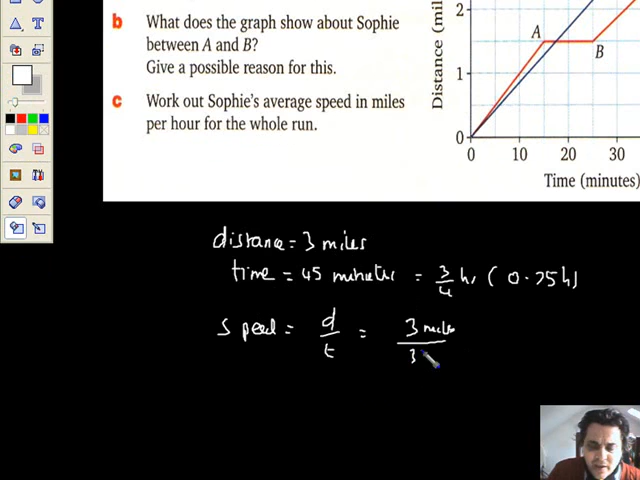 b What does the graph show about Sophie
between A and B?
Give a possible reason for this.
c Work out Sophie's average speed in miles
per hour for the whole run.
Distance (mil
2
1
0
A
B
0 10 20 30
Time (minutes)
distance = 3 miles
time = 45 minutes = 3/4 hr (0.75h)
Speed = d/t = 3 miles/3